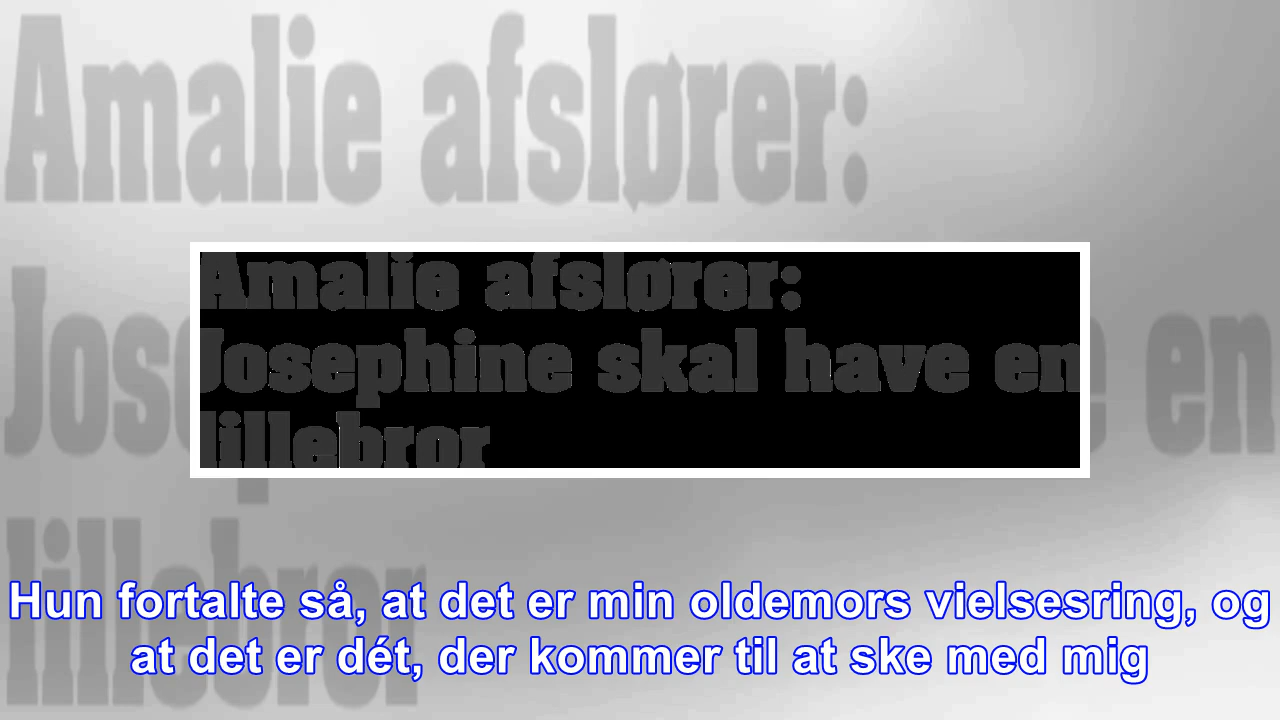 Amalie afslører:
Josephine skal have en
lillebror
Hun fortalte så, at det er min oldemors vielsesring, og
at det er dét, der kommer til at ske med mig